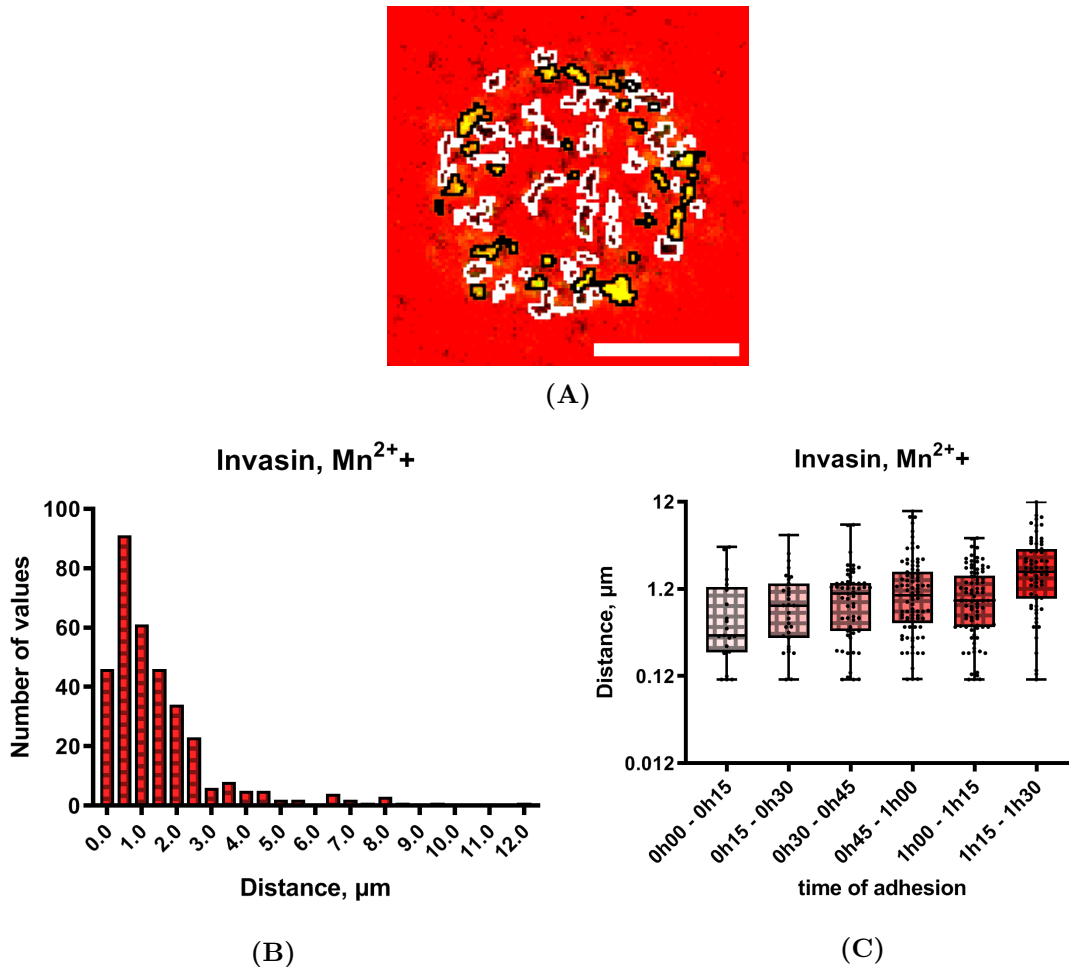 (A)
Invasin, Mn²⁺+
Number of values
100
80
60
40
20
0
0.0
1.0
2.0
3.0
4.0
5.0
6.0
7.0
8.0
9.0
10.0
11.0
12.0
Distance, µm
(B)
Invasin, Mn²⁺+
Distance, µm
12
1.2
0.12
0.012
0h00 - 0h15
0h15 - 0h30
0h30 - 0h45
0h45 - 1h00
1h00 - 1h15
1h15 - 1h30
time of adhesion
(C)